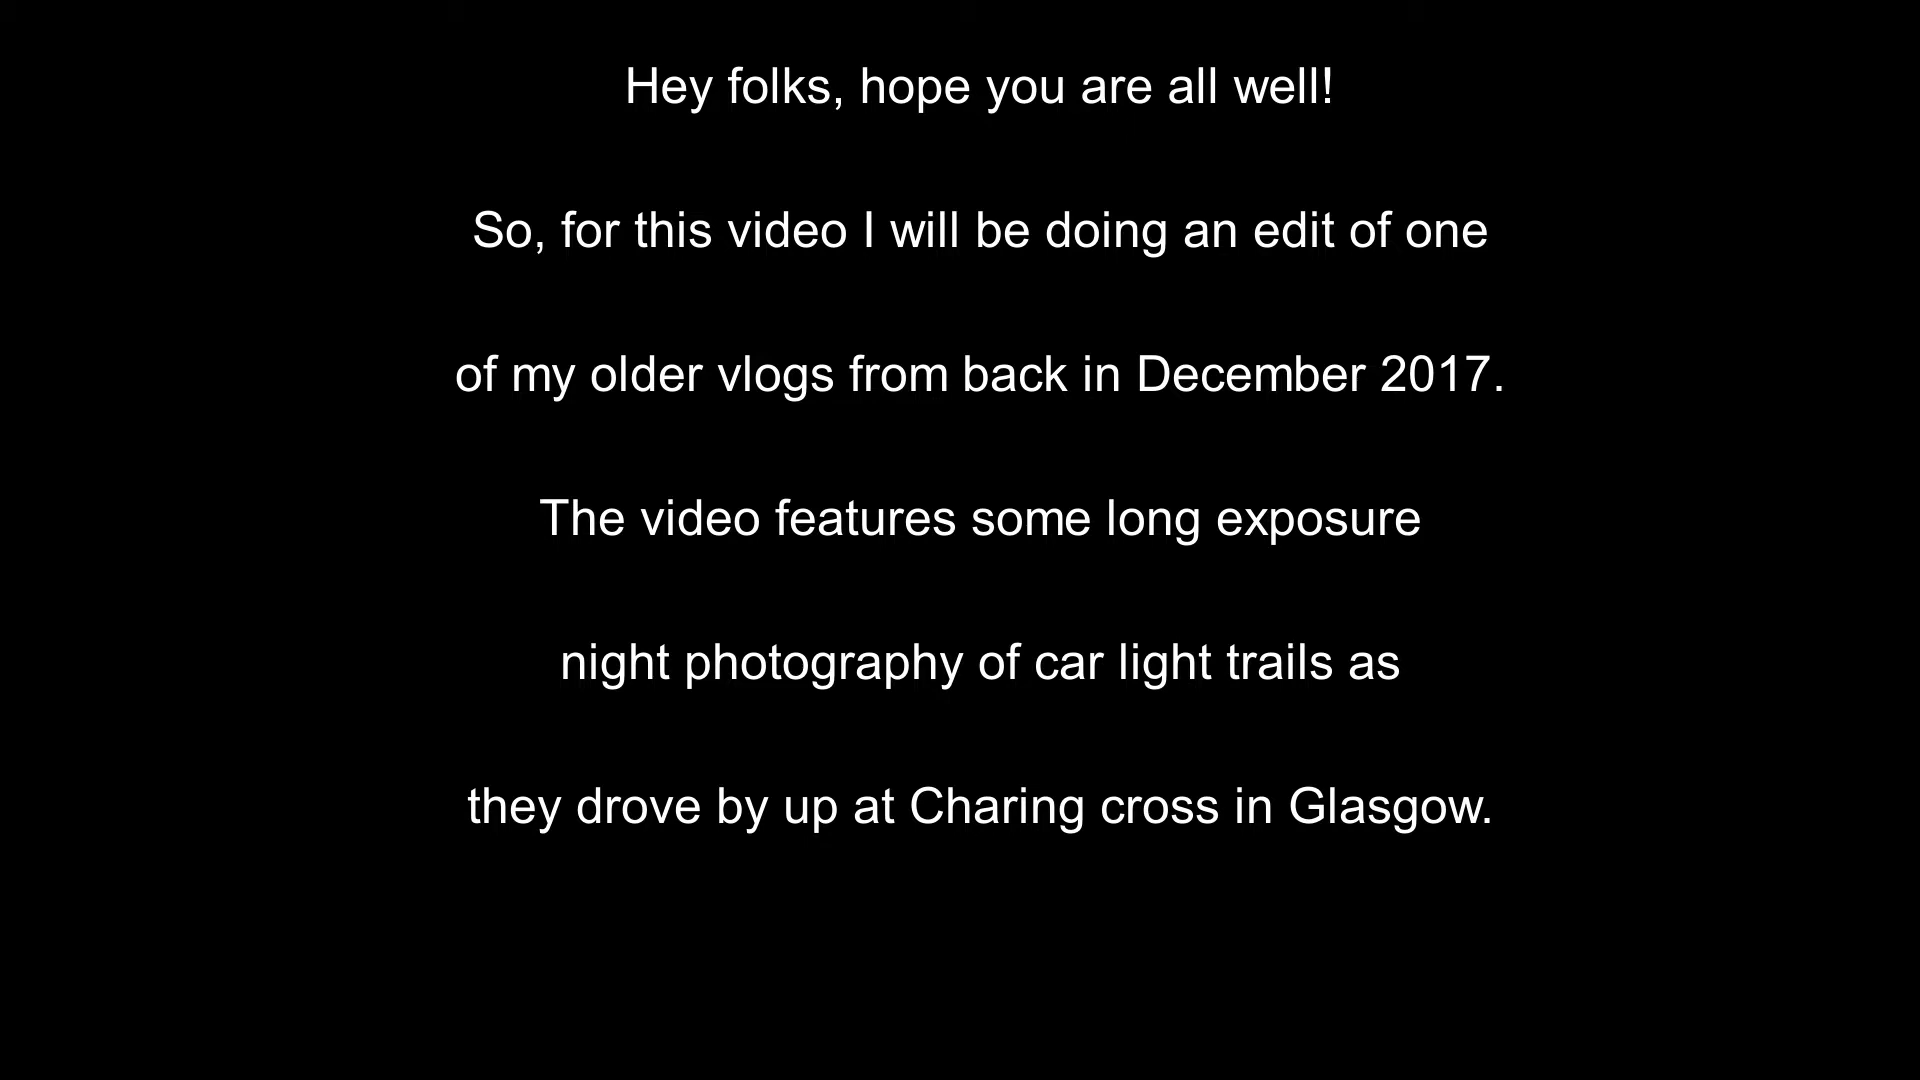 Hey folks, hope you are all well!
So, for this video I will be doing an edit of one
of my older vlogs from back in December 2017.
The video features some long exposure
night photography of car light trails as
they drove by up at Charing cross in Glasgow.